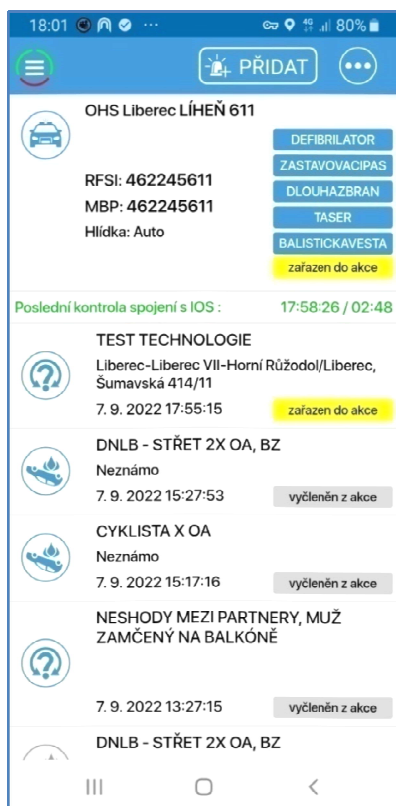 18:01 ... 4G 80%
PŘIDAT
OHS Liberec LÍHEŇ 611
DEFIBRILATOR
ZASTAVOVACIPAS
RFSI: 462245611
DLOUHAZBRAN
MBP: 462245611
TASER
Hlídka: Auto
BALISTICKAVESTA
zařazen do akce
Poslední kontrola spojení s IOS : 17:58:26 / 02:48
TEST TECHNOLOGIE
Liberec-Liberec VII-Horní Růžodol/Liberec,
Šumavská 414/11
7. 9. 2022 17:55:15 zařazen do akce
DNLB - STŘET 2X OA, BZ
Neznámo
7. 9. 2022 15:27:53 vyčleněn z akce
CYKLISTA X OA
Neznámo
7. 9. 2022 15:17:16 vyčleněn z akce
NESHODY MEZI PARTNERY, MUŽ
ZAMČENÝ NA BALKÓNĚ
7. 9. 2022 13:27:15 vyčleněn z akce
DNLB - STŘET 2X OA, BZ